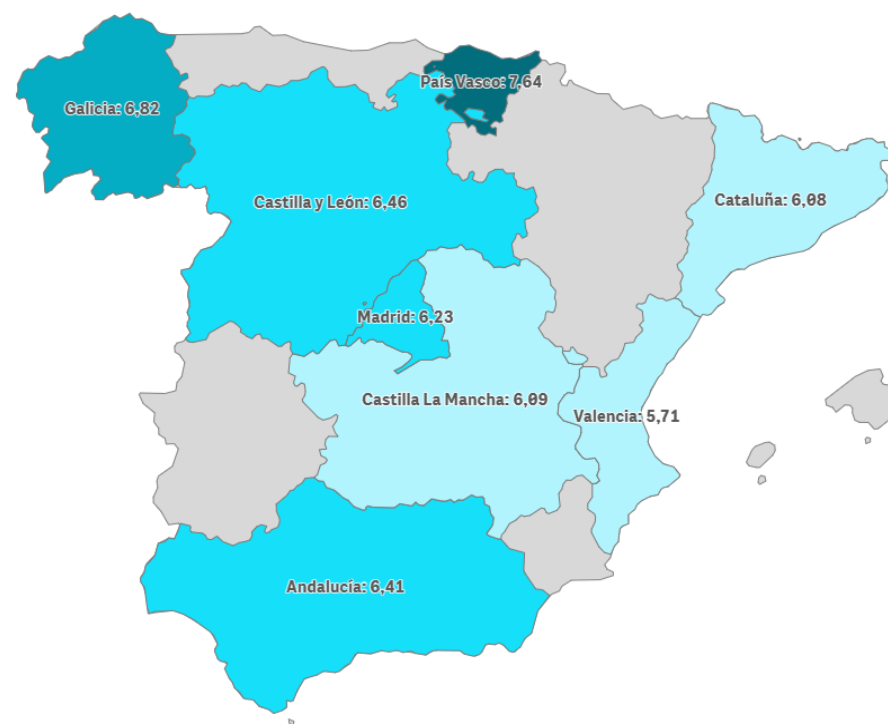 País Vasco: 7,64
Galicia: 6,82
Castilla y León: 6,46
Cataluña: 6,08
Madrid: 6,23
Castilla La Mancha: 6,09
Valencia: 5,71
Andalucía: 6,41